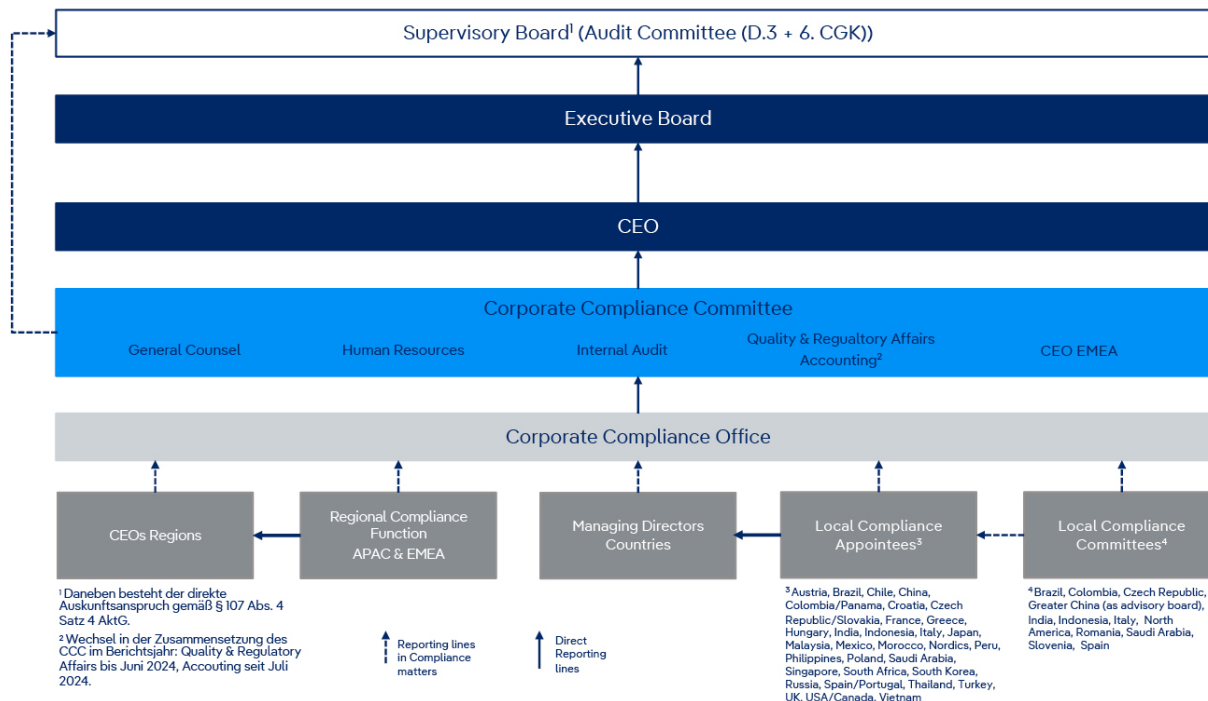 Supervisory Board¹ (Audit Committee (D.3 + 6. CGK))
Executive Board
CEO
Corporate Compliance Committee
General Counsel
Human Resources
Internal Audit
Quality & Regualtory Affairs
Accounting²
CEO EMEA
Corporate Compliance Office
CEOs Regions
Regional Compliance
Function
APAC & EMEA
Managing Directors
Countries
Local Compliance
Appointees³
Local Compliance
Committees⁴
¹ Daneben besteht der direkte
Auskunftsanspruch gemäß § 107 Abs. 4
Satz 4 AktG.
² Wechsel in der Zusammensetzung des
CCC im Berichtsjahr: Quality & Regulatory
Affairs bis Juni 2024, Accouting seit Juli
2024.
Reporting lines
in Compliance
matters
Direct
Reporting
lines
³ Austria, Brazil, Chile, China,
Colombia/Panama, Croatia, Czech
Republic/Slovakia, France, Greece,
Hungary, India, Indonesia, Italy, Japan,
Malaysia, Mexico, Morocco, Nordics, Peru,
Philippines, Poland, Saudi Arabia,
Singapore, South Africa, South Korea,
Russia, Spain/Portugal, Thailand, Turkey,
UK, USA/Canada, Vietnam
⁴ Brazil, Colombia, Czech Republic,
Greater China (as advisory board),
India, Indonesia, Italy, North
America, Romania, Saudi Arabia,
Slovenia, Spain